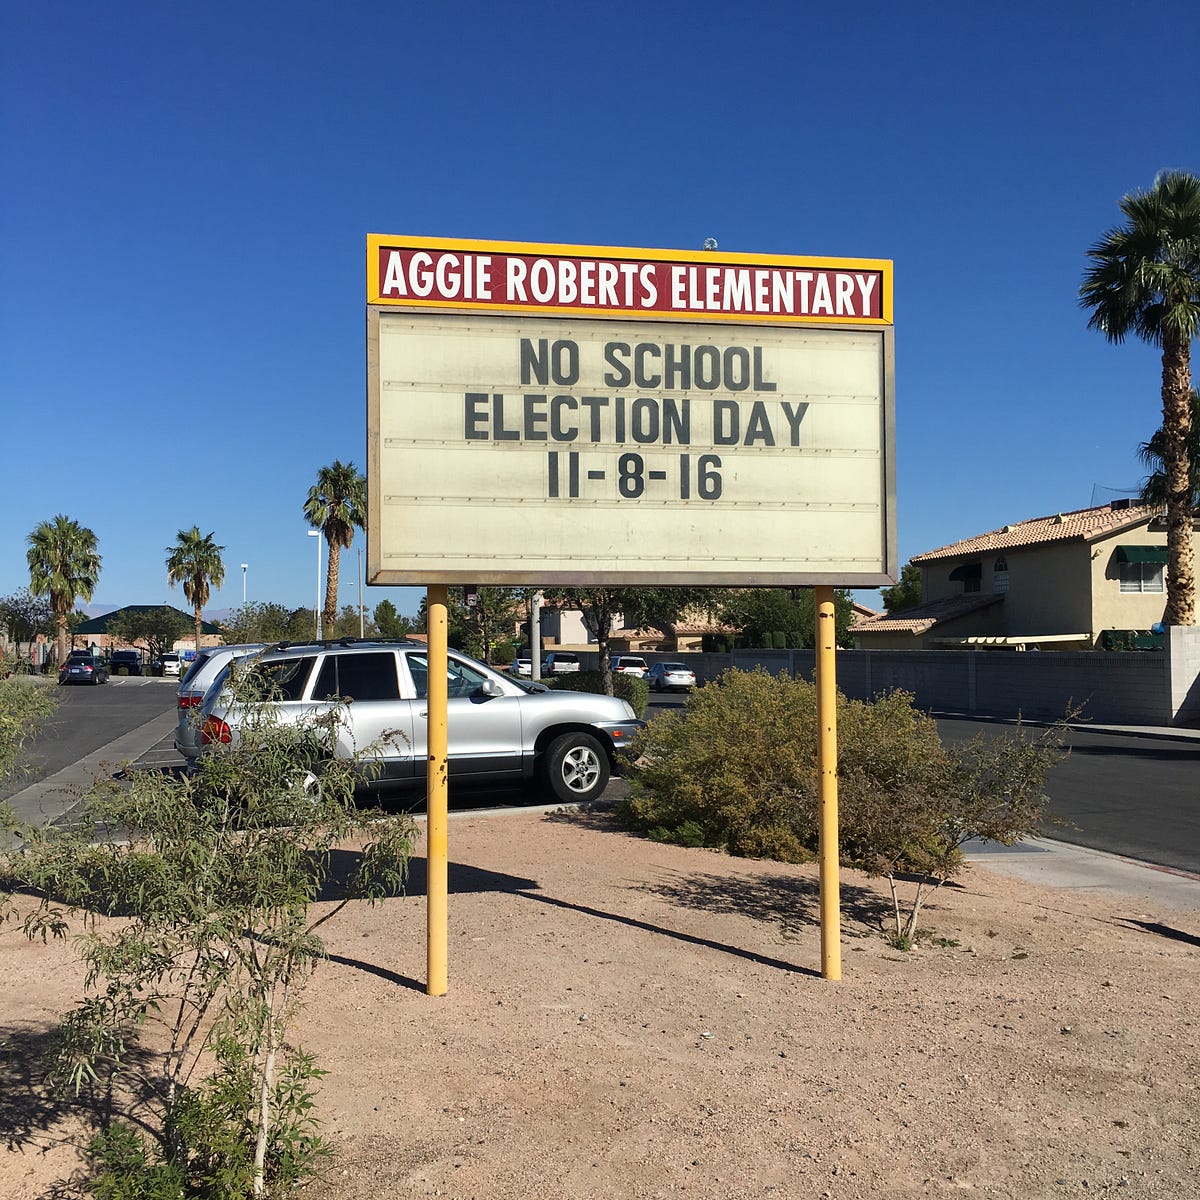 AGGIE ROBERTS ELEMENTARY
NO SCHOOL
ELECTION DAY
11-8-16